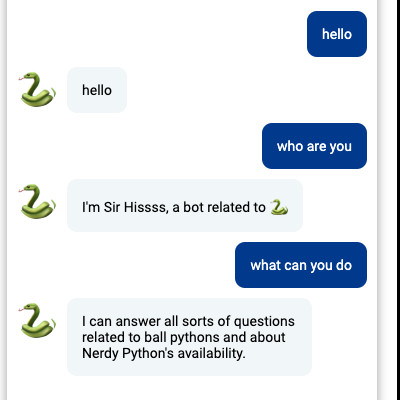 hello
hello
who are you
I'm Sir Hissss, a bot related to 🐍
what can you do
I can answer all sorts of questions
related to ball pythons and about
Nerdy Python's availability.